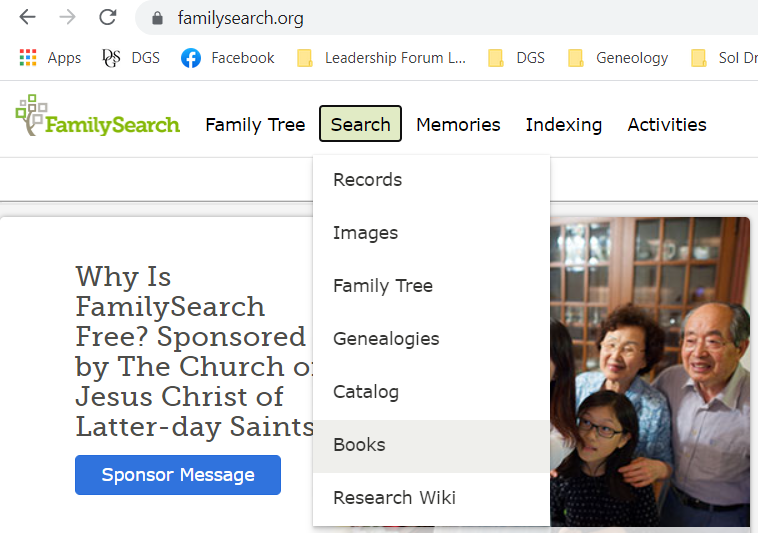 familysearch.org
Apps DGS DGS Facebook Leadership Forum L... DGS Geneology Sol Dr
FamilySearch Family Tree Search Memories Indexing Activities
Records
Images
Family Tree
Genealogies
Catalog
Books
Research Wiki
Why Is
FamilySearch
Free? Sponsored
by The Church o
Jesus Christ of
Latter-day Saints
Sponsor Message